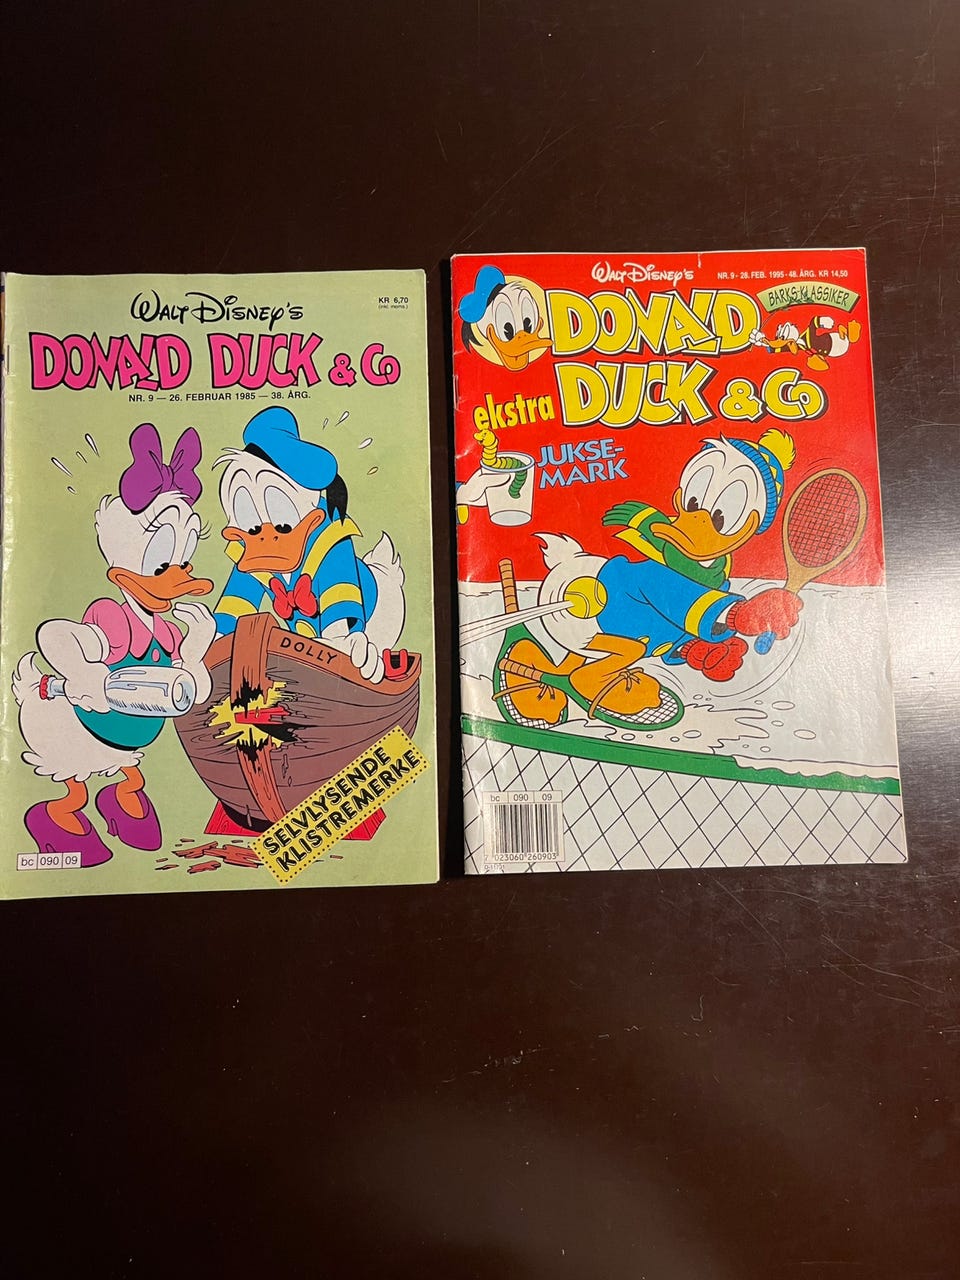 WALT DISNEY'S
KR 6,70
(inkl. moms.)
DONALD DUCK & Co
NR. 9 — 26. FEBRUAR 1985 — 38. ÅRG.
DOLLY
SELVLYSENDE
KLISTREMERKE
bc 090 09
WALT DISNEY'S
NR. 9 - 28. FEB. 1995 - 48. ÅRG. KR 14,50
BARKS-KLASSIKER
DONALD
DUCK & Co
ekstra
JUKSE-
MARK
bc 090 09
7 023060 260903